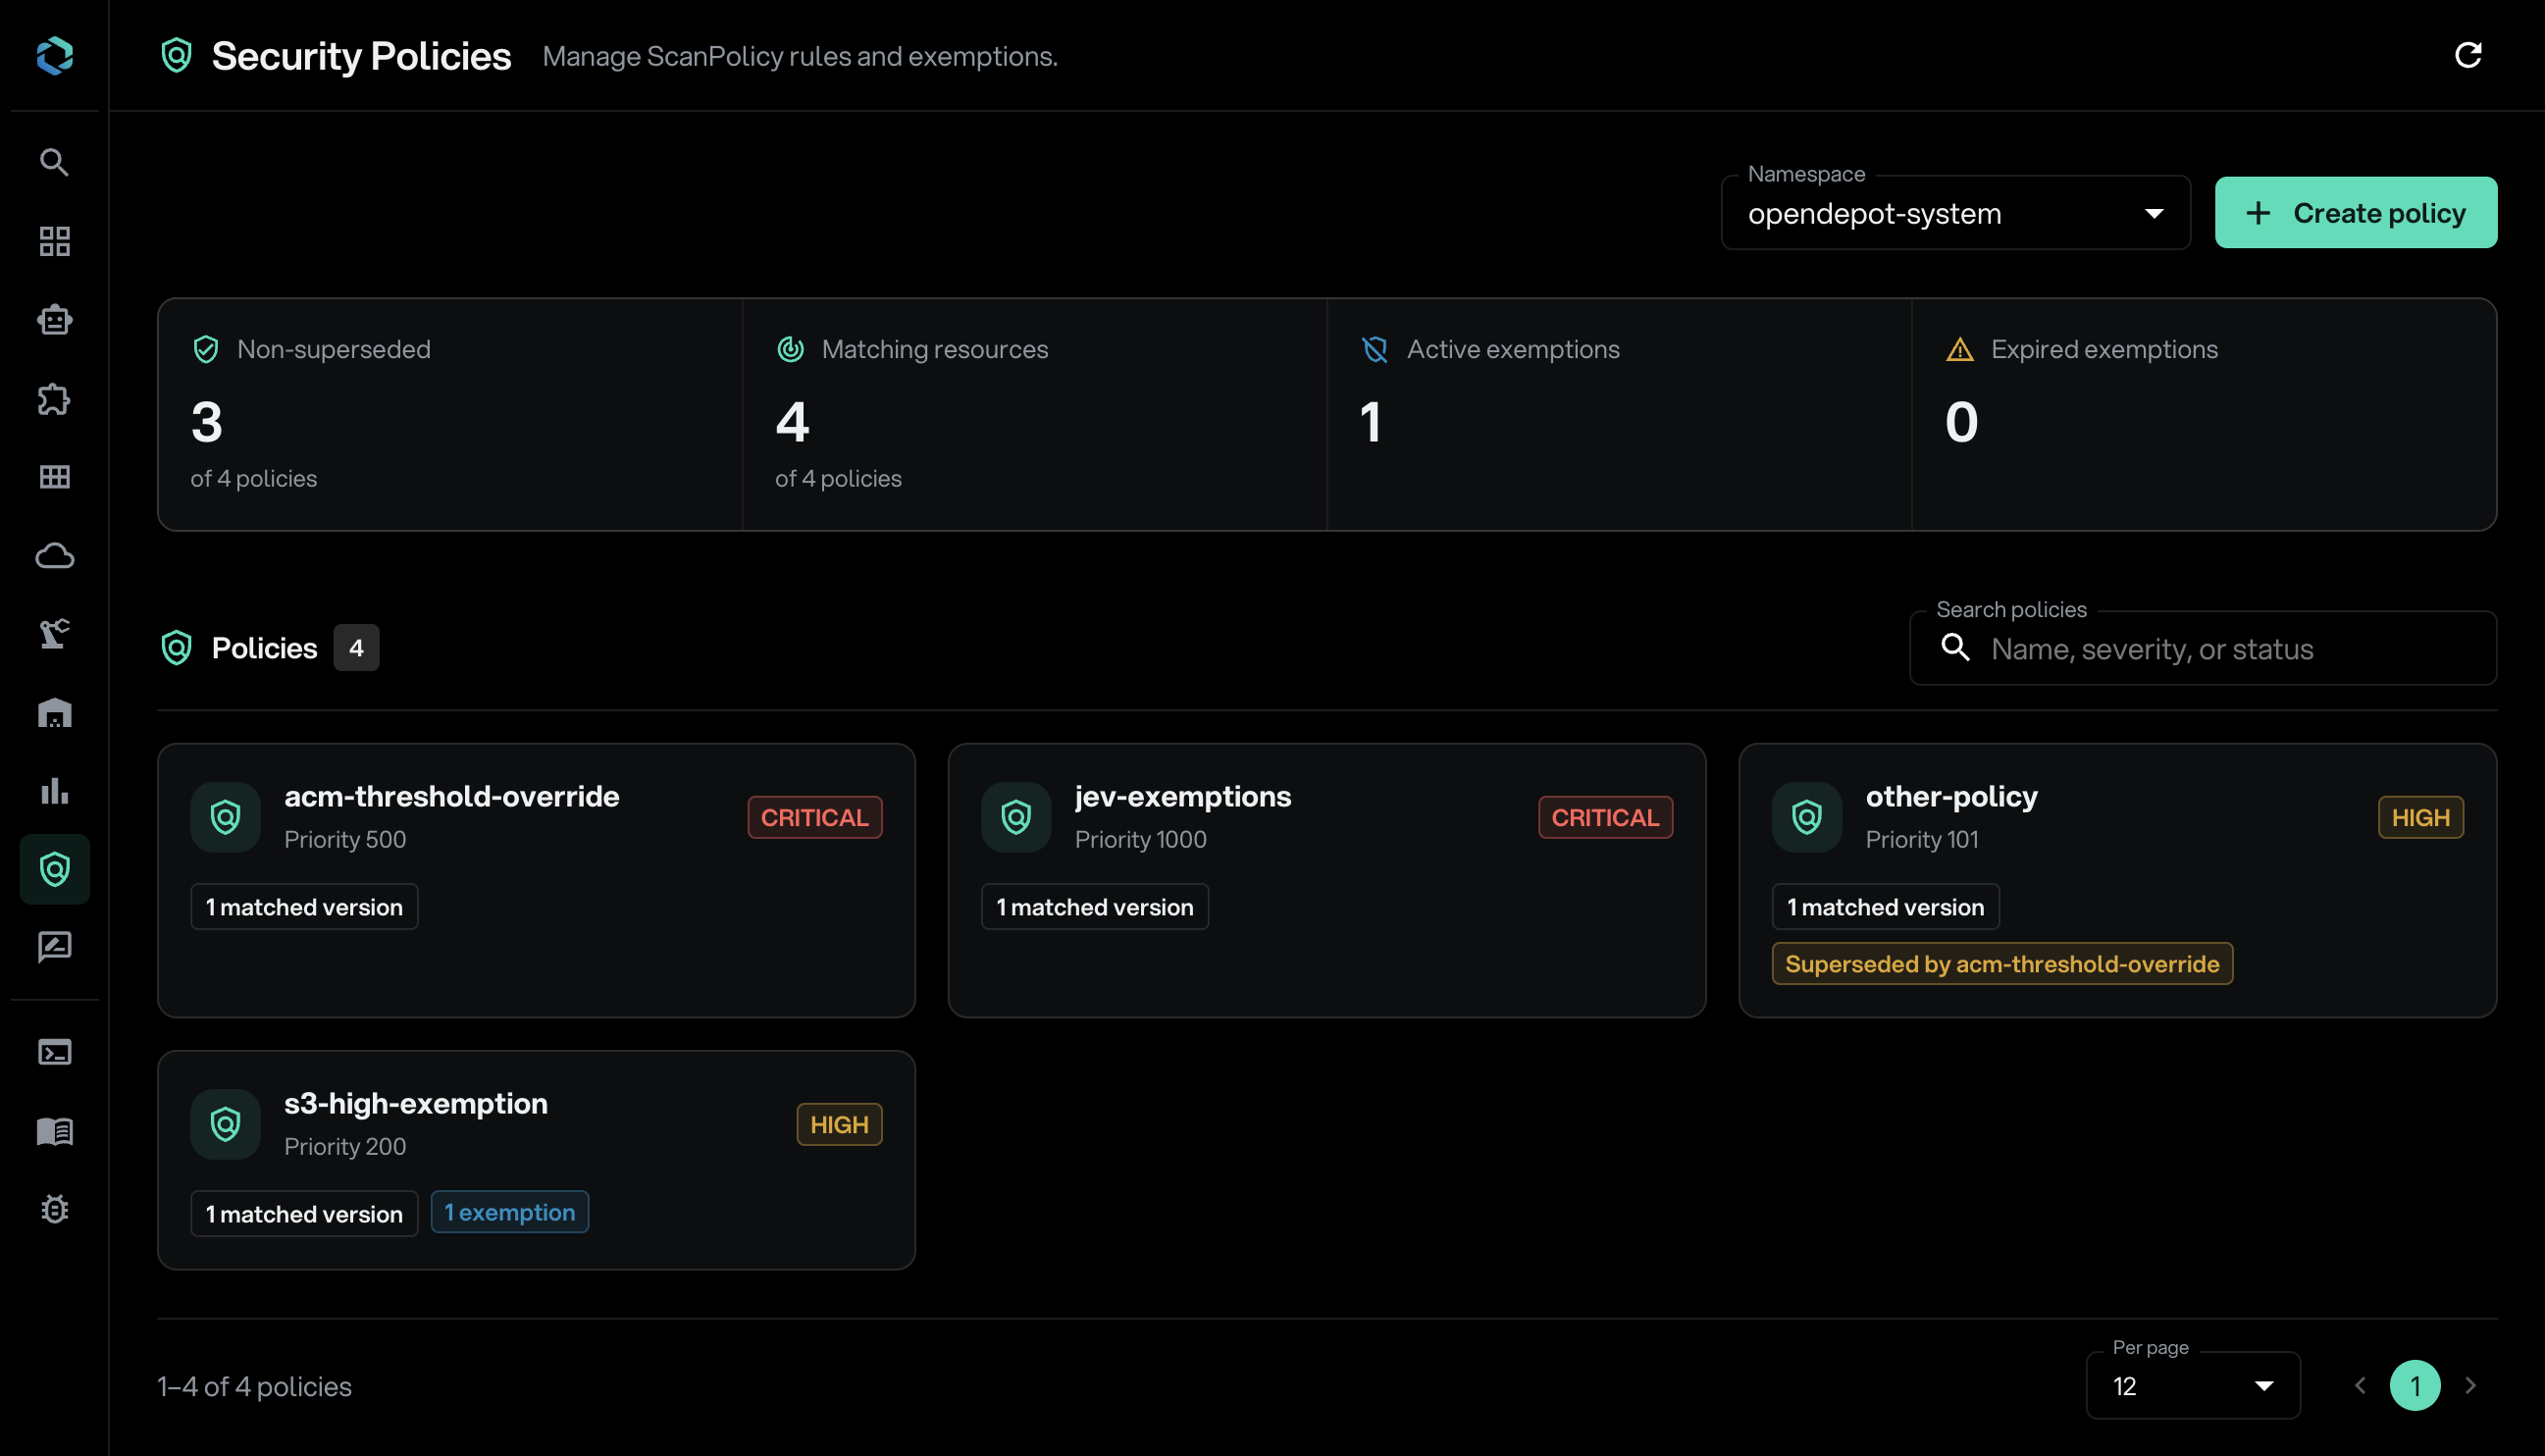 Security Policies
Manage ScanPolicy rules and exemptions.
Namespace
opendepot-system
Create policy
Non-superseded
3
of 4 policies
Matching resources
4
of 4 policies
Active exemptions
1
Expired exemptions
0
Policies 4
Search policies
Name, severity, or status
acm-threshold-override
Priority 500
CRITICAL
1 matched version
jev-exemptions
Priority 1000
CRITICAL
1 matched version
other-policy
Priority 101
HIGH
1 matched version
Superseded by acm-threshold-override
s3-high-exemption
Priority 200
HIGH
1 matched version
1 exemption
1–4 of 4 policies
Per page
12
1